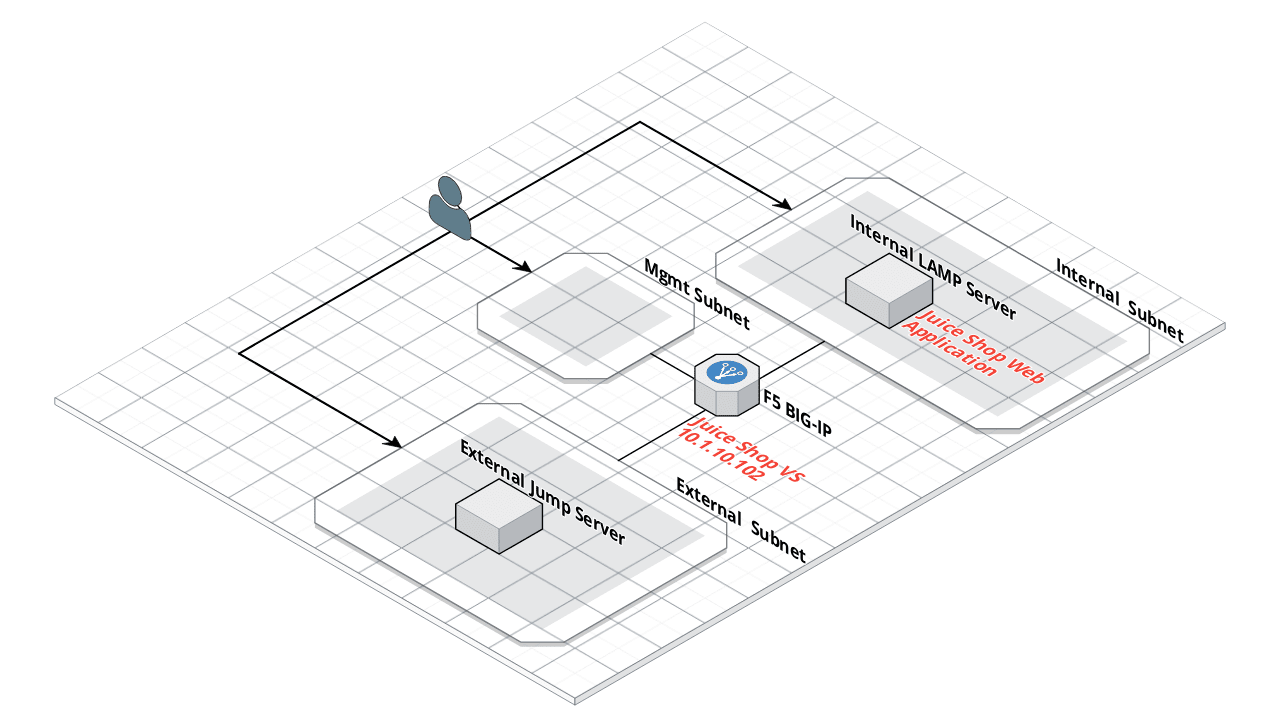 Internal LAMP Server
Internal Subnet
Juice Shop Web
Application
Mgmt Subnet
F5 BIG-IP
Juice Shop VS
10.1.10.102
External Jump Server
External Subnet